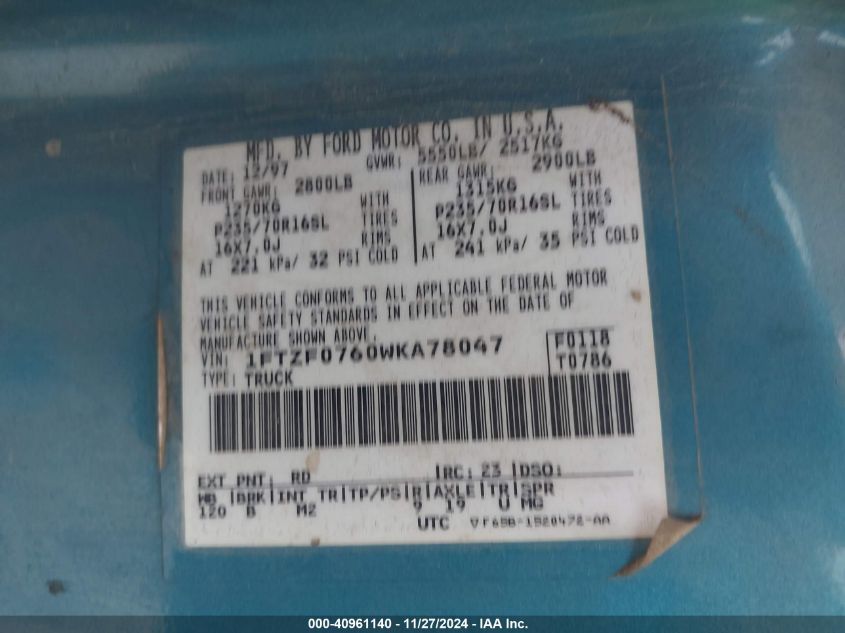 MFD. BY FORD MOTOR CO. IN U.S.A.
DATE: 12/97 GVWR: 5550LB/ 2517KG
FRONT GAWR: 2800LB REAR GAWR: 2900LB
1270KG WITH 1315KG WITH
P235/70R16SL TIRES P235/70R16SL TIRES
16X7.0J RIMS 16X7.0J RIMS
AT 221 kPa/ 32 PSI COLD AT 241 kPa/ 35 PSI COLD
THIS VEHICLE CONFORMS TO ALL APPLICABLE FEDERAL MOTOR
VEHICLE SAFETY STANDARDS IN EFFECT ON THE DATE OF
MANUFACTURE SHOWN ABOVE.
VIN: 1FTZF0760WKA78047 F0118
TYPE: TRUCK T0786
EXT PNT: RD RC: 23 DSO:
WB BRK INT TR TP/PS R AXLE TR SPR
120 B M2 9 19 U MG
UTC ▽F65B-1520472-AA
000-40961140 - 11/27/2024 - © IAA, Inc.